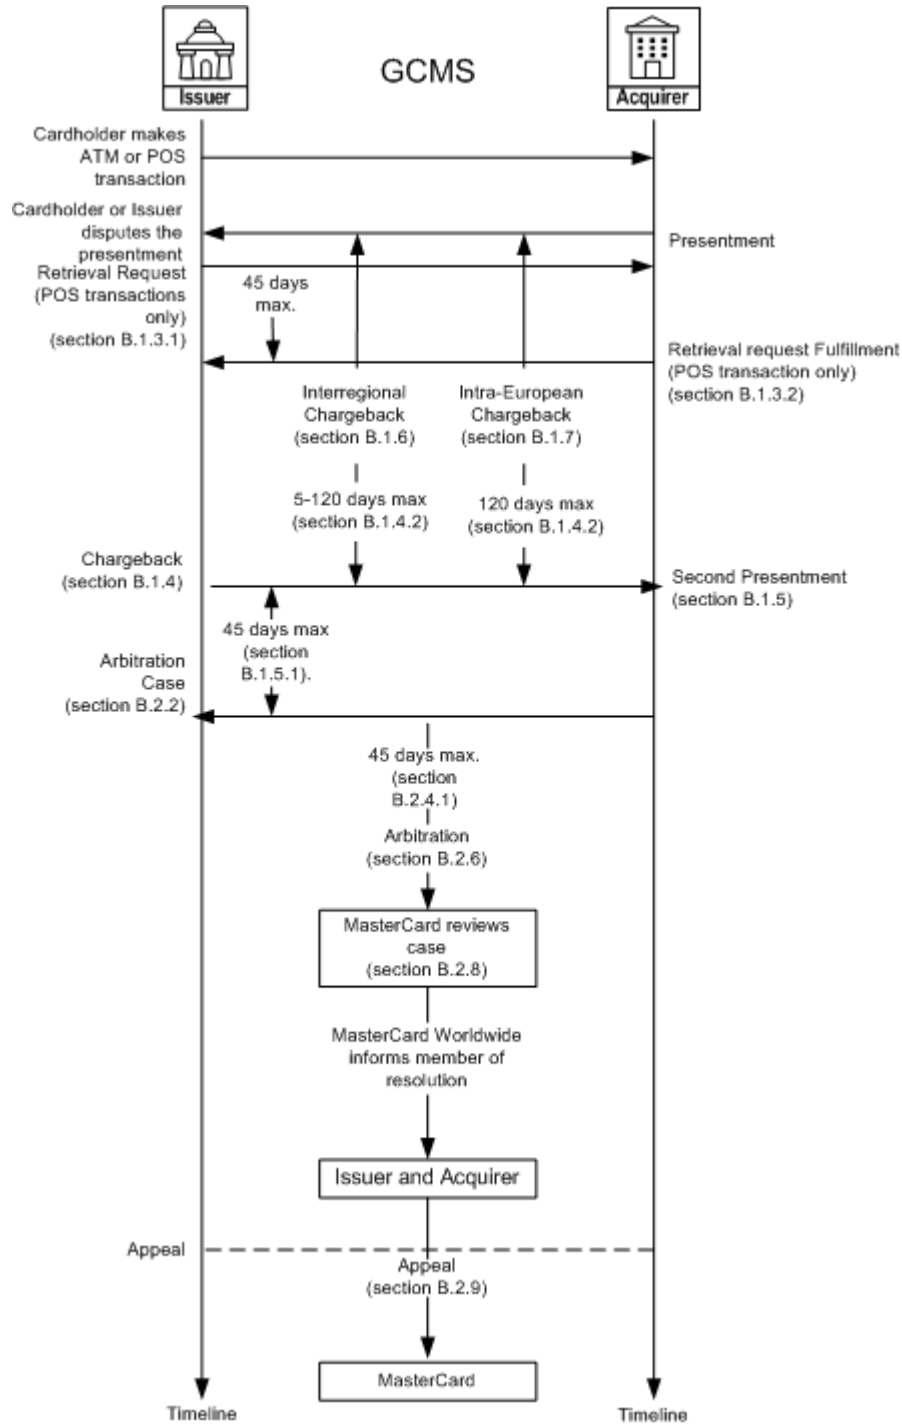 GCMS
Issuer
Acquirer
Cardholder makes
ATM or POS
transaction
Cardholder or Issuer
disputes the
presentment
Presentment
Retrieval Request
(POS transactions
only)
(section B.1.3.1)
45 days
max.
Retrieval request Fulfillment
(POS transaction only)
(section B.1.3.2)
Interregional
Chargeback
(section B.1.6)
Intra-European
Chargeback
(section B.1.7)
5-120 days max
(section B.1.4.2)
120 days max
(section B.1.4.2)
Chargeback
(section B.1.4)
Second Presentment
(section B.1.5)
45 days max
(section
B.1.5.1).
Arbitration
Case
(section B.2.2)
45 days max.
(section
B.2.4.1)
Arbitration
(section B.2.6)
MasterCard reviews
case
(section B.2.8)
MasterCard Worldwide
informs member of
resolution
Issuer and Acquirer
Appeal
Appeal
(section B.2.9)
MasterCard
Timeline
Timeline